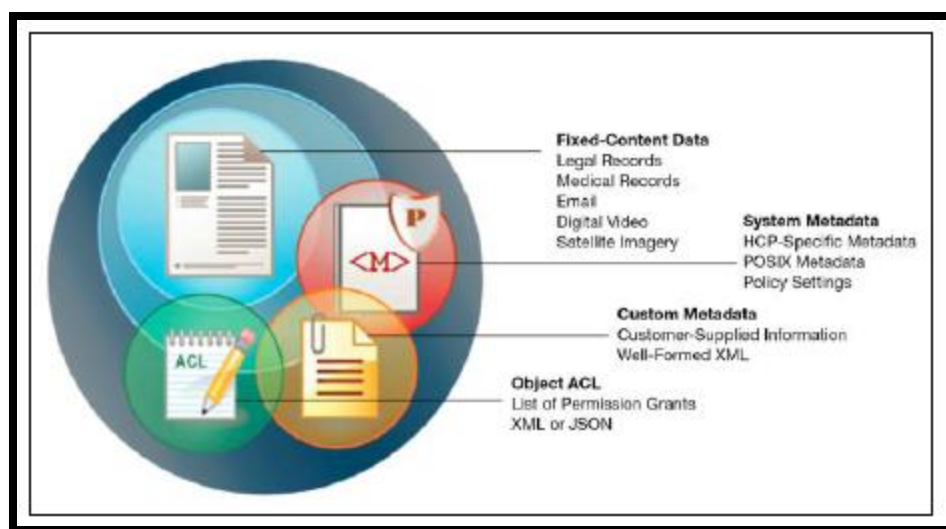 Fixed-Content Data
Legal Records
Medical Records
Email
Digital Video
Satellite Imagery
P
<M>
System Metadata
HCP-Specific Metadata
POSIX Metadata
Policy Settings
Custom Metadata
Customer-Supplied Information
Well-Formed XML
ACL
Object ACL
List of Permission Grants
XML or JSON